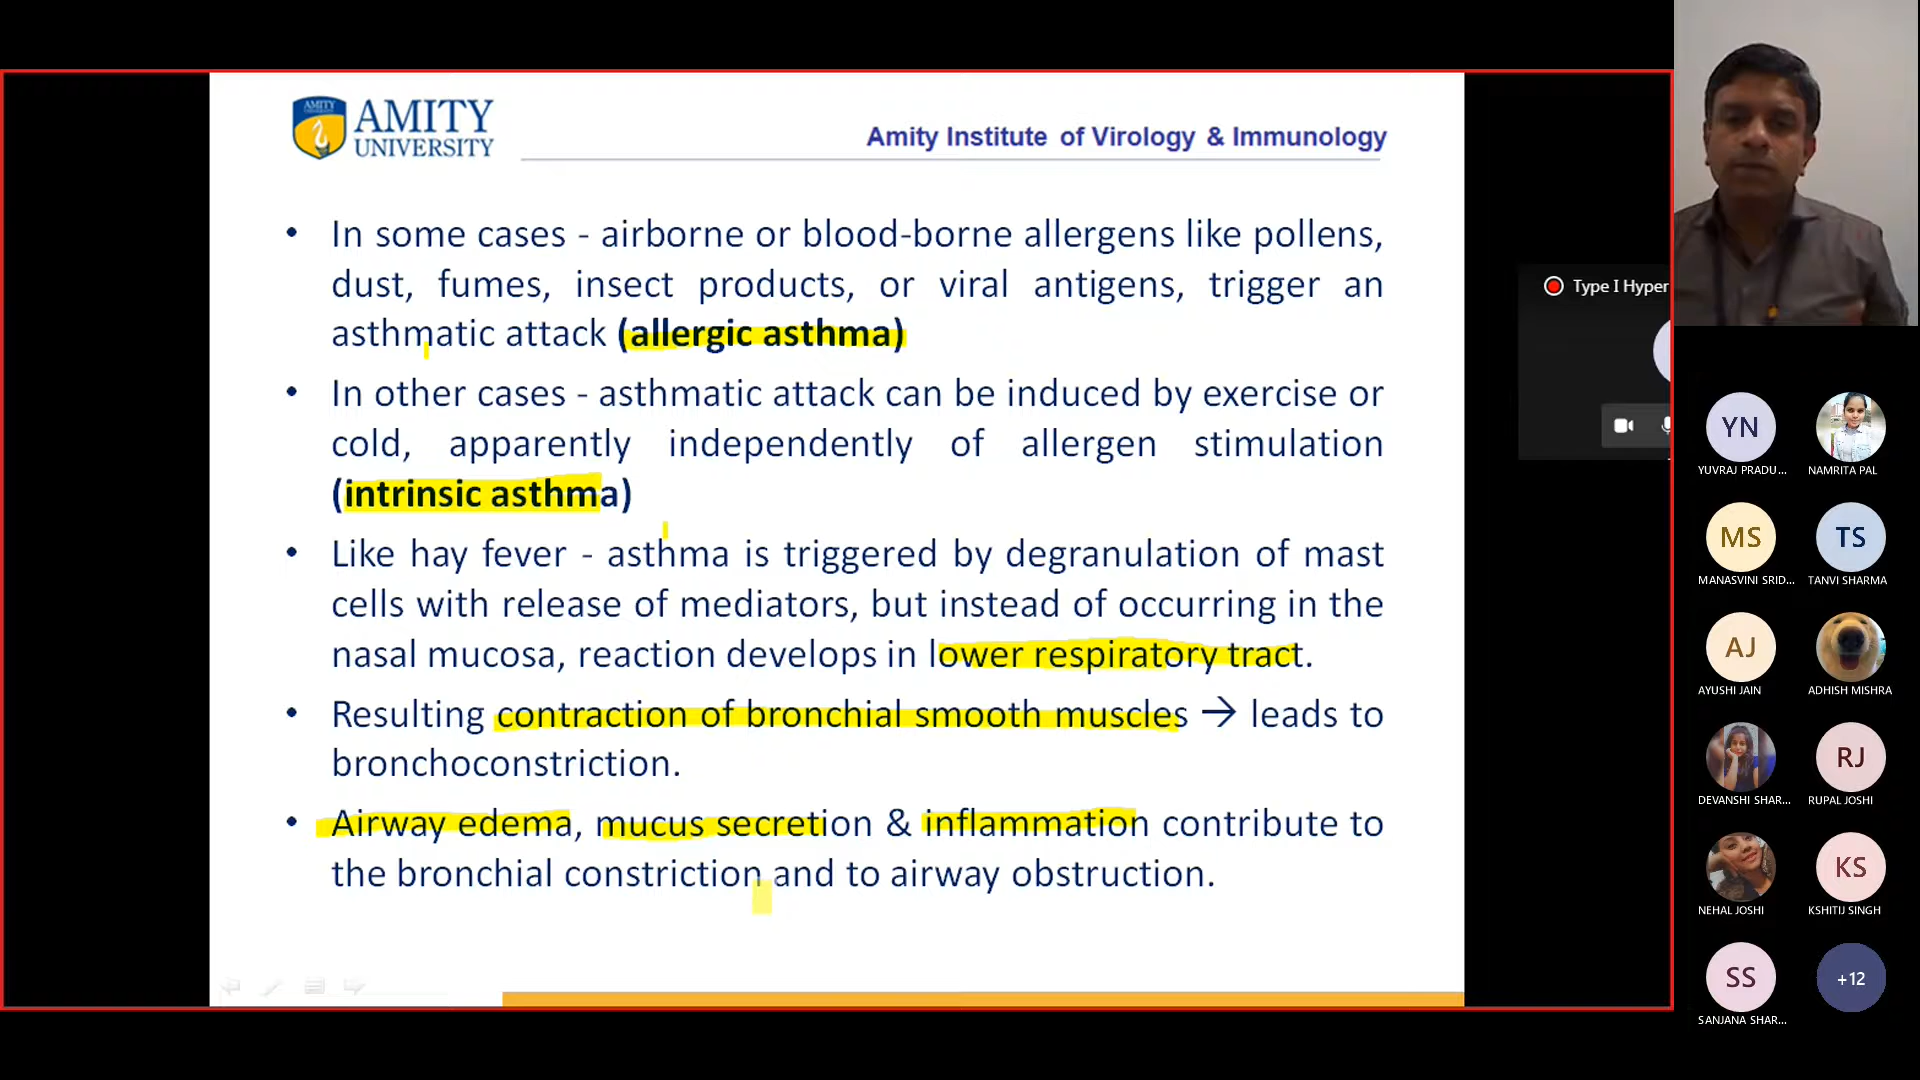 AMITY
AMITY
UNIVERSITY
Amity Institute of Virology & Immunology
• In some cases - airborne or blood-borne allergens like pollens,
dust, fumes, insect products, or viral antigens, trigger an
asthmatic attack (allergic asthma)
• In other cases - asthmatic attack can be induced by exercise or
cold, apparently independently of allergen stimulation
(intrinsic asthma)
• Like hay fever - asthma is triggered by degranulation of mast
cells with release of mediators, but instead of occurring in the
nasal mucosa, reaction develops in lower respiratory tract.
• Resulting contraction of bronchial smooth muscles → leads to
bronchoconstriction.
• Airway edema, mucus secretion & inflammation contribute to
the bronchial constriction and to airway obstruction.
Type I Hyper
YN
YUVRAJ PRADU...
NAMRITA PAL
MS
MANASVINI SRID...
TS
TANVI SHARMA
AJ
AYUSHI JAIN
ADHISH MISHRA
DEVANSHI SHAR...
RJ
RUPAL JOSHI
NEHAL JOSHI
KS
KSHITIJ SINGH
SS
SANJANA SHAR...
+12